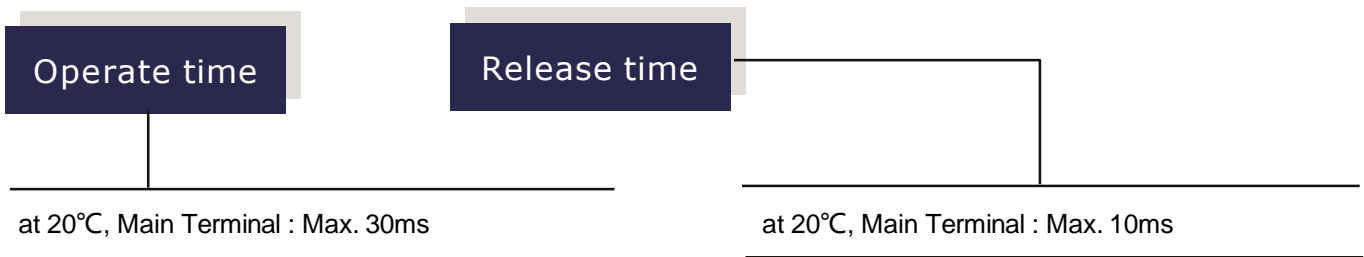 Operate time
Release time
at 20℃, Main Terminal : Max. 30ms
at 20℃, Main Terminal : Max. 10ms